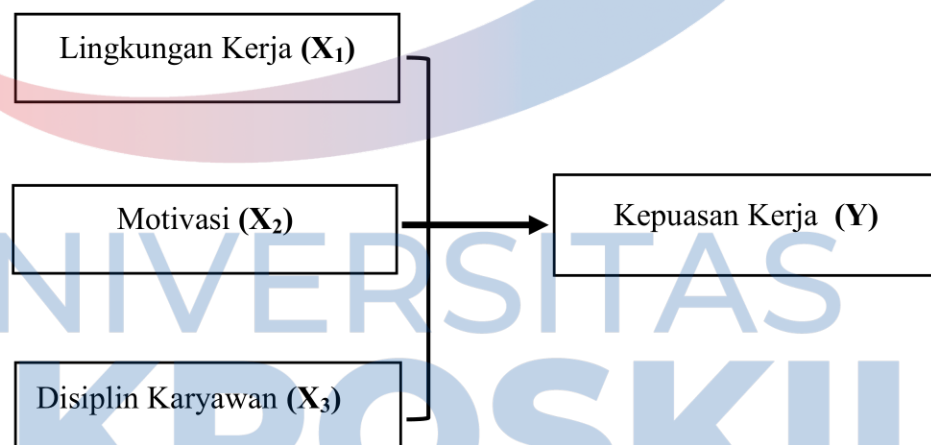 Lingkungan Kerja (X₁)
Motivasi (X₂)
Kepuasan Kerja (Y)
NIVERSITAS
Disiplin Karyawan (X₃)